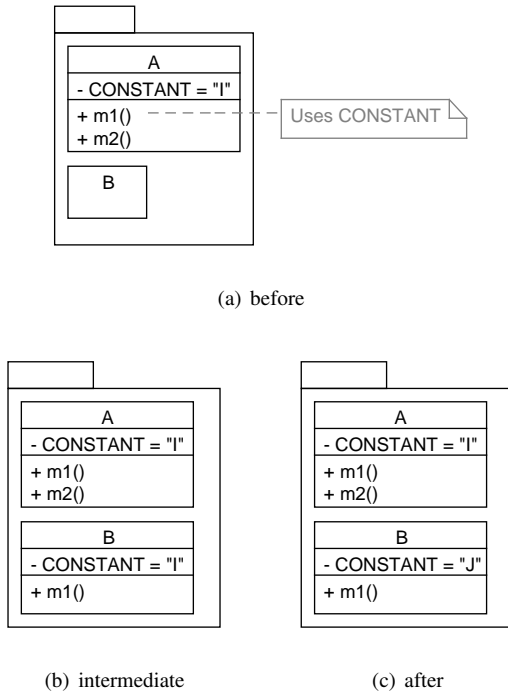 A
- CONSTANT = "I"
+ m1()
Uses CONSTANT
+ m2()
B
(a) before
A
- CONSTANT = "I"
+ m1()
+ m2()
B
- CONSTANT = "I"
+ m1()
(b) intermediate
A
- CONSTANT = "I"
+ m1()
+ m2()
B
- CONSTANT = "J"
+ m1()
(c) after